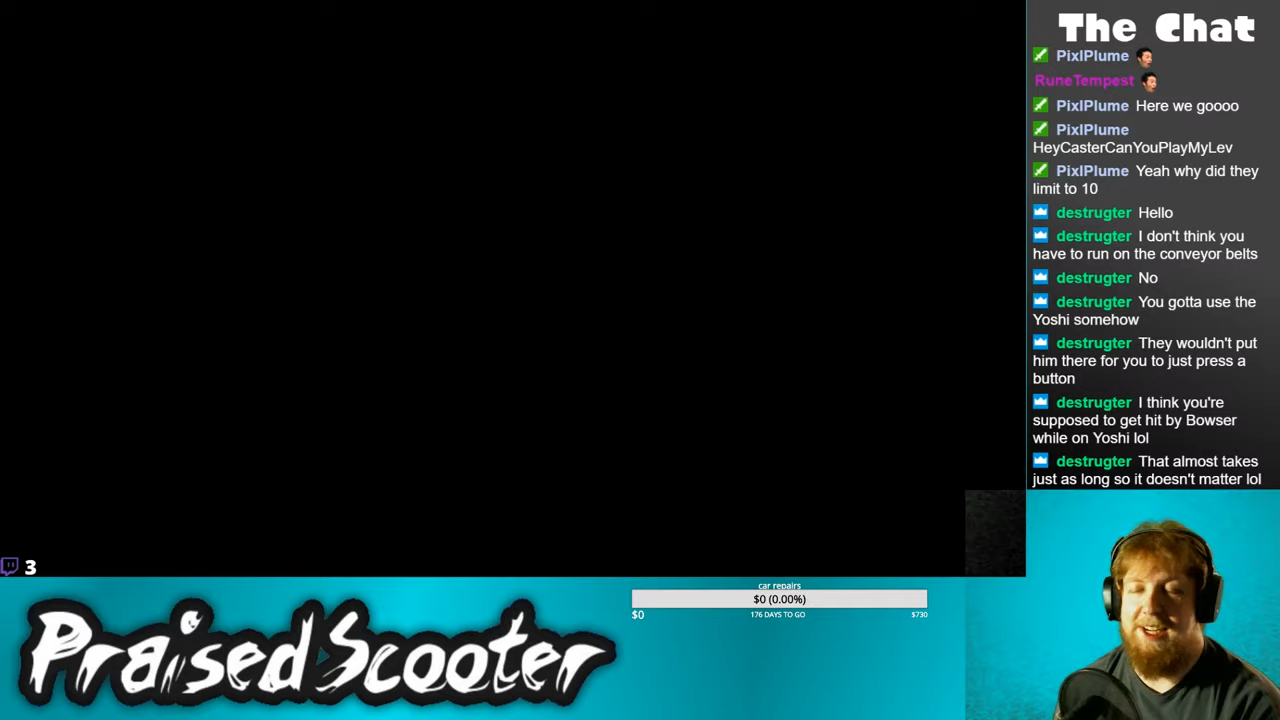 The Chat
PixlPlume
RuneTempest
PixlPlume Here we goooo
PixlPlume
HeyCasterCanYouPlayMyLev
PixlPlume Yeah why did they
limit to 10
destrugter Hello
destrugter I don't think you
have to run on the conveyor belts
destrugter No
destrugter You gotta use the
Yoshi somehow
destrugter They wouldn't put
him there for you to just press a
button
destrugter I think you're
supposed to get hit by Bowser
while on Yoshi lol
destrugter That almost takes
just as long so it doesn't matter lol
3
car repairs
$0 (0.00%)
$0 176 DAYS TO GO $730
PraisedScooter